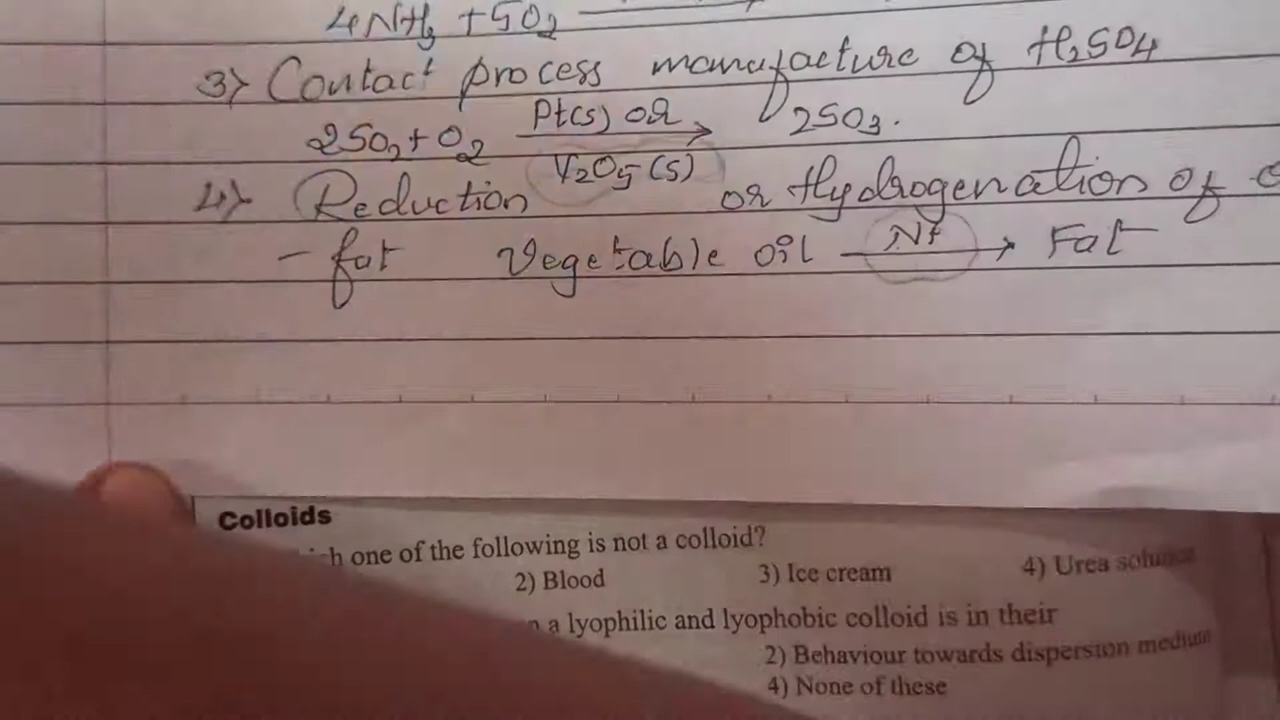 4NH3 + 5O2
3) Contact process manufacture of H2SO4
2SO2 + O2 Pt(s) or 2SO3.
V2O5(s)
4) Reduction or Hydrogenation of
- fat Vegetable oil Ni Fat
Colloids
one of the following is not a colloid?
2) Blood 3) Ice cream 4) Urea solution
a lyophilic and lyophobic colloid is in their
2) Behaviour towards dispersion medium
4) None of these